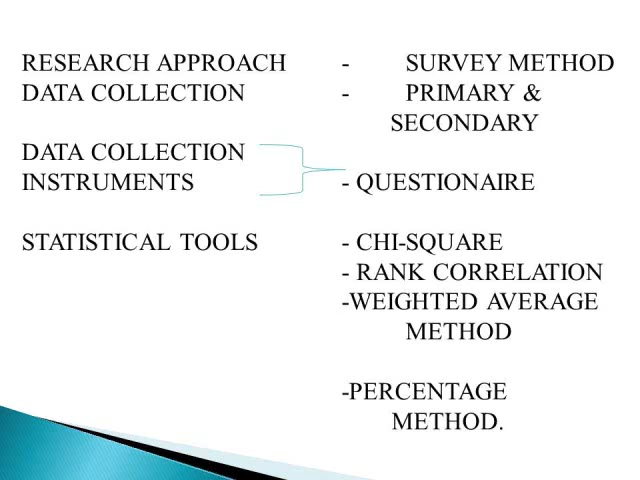 RESEARCH APPROACH - SURVEY METHOD
DATA COLLECTION - PRIMARY &
SECONDARY
DATA COLLECTION
INSTRUMENTS - QUESTIONAIRE
STATISTICAL TOOLS - CHI-SQUARE
- RANK CORRELATION
-WEIGHTED AVERAGE
METHOD
-PERCENTAGE
METHOD.